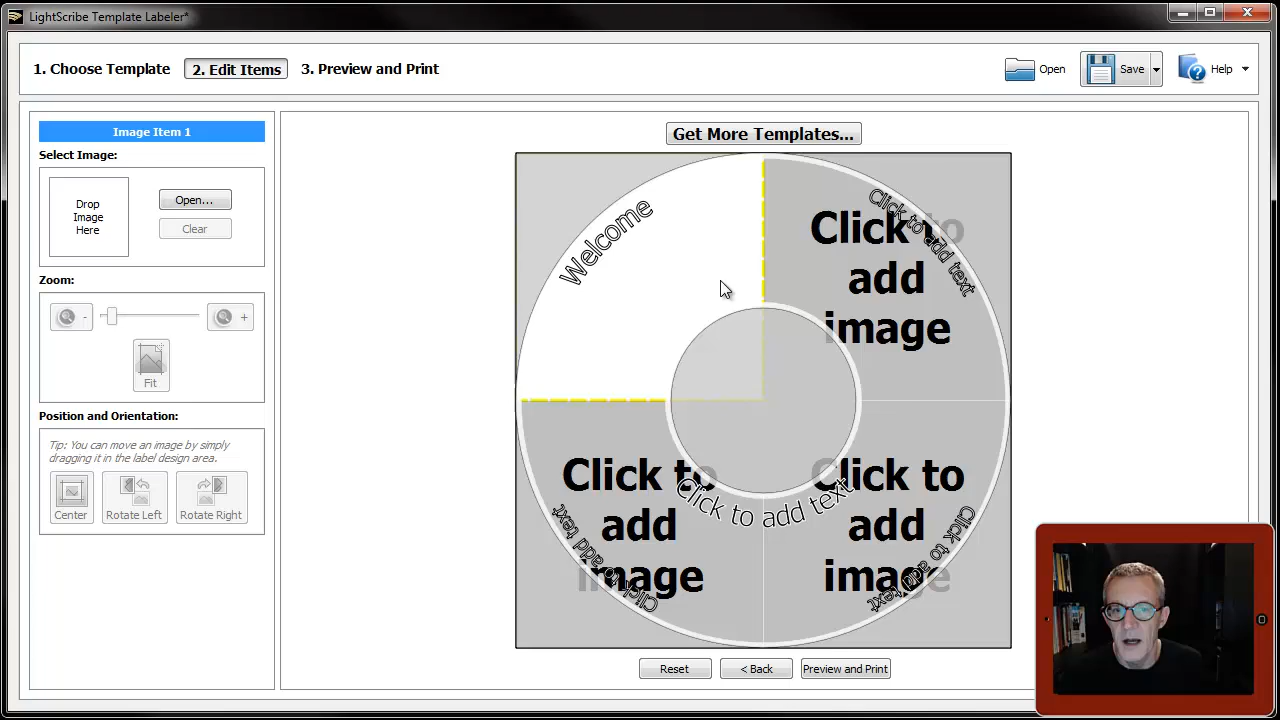 LightScribe Template Labeler*
1. Choose Template
2. Edit Items
3. Preview and Print
Open
Save
Help
Image Item 1
Select Image:
Drop
Image
Here
Open...
Clear
Zoom:
-
+
Fit
Position and Orientation:
Tip: You can move an image by simply
dragging it in the label design area.
Center
Rotate Left
Rotate Right
Get More Templates...
Welcome
Click to
add
image
Click to add text
Click to
add
image
Click to add text
Click to add text
Click to
add
image
Click to add text
Reset
< Back
Preview and Print